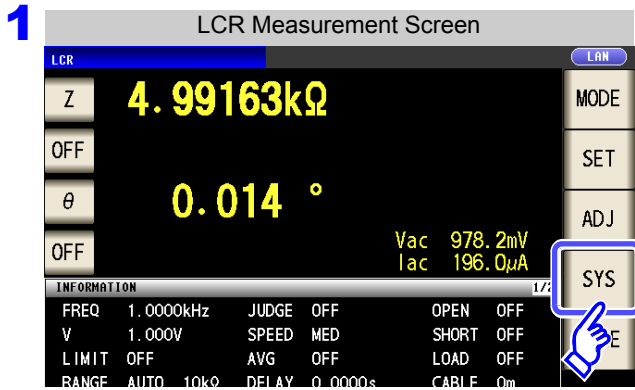 1
LCR Measurement Screen
LCR
LAN
Z 4.99163kΩ
MODE
OFF
SET
θ 0.014 °
ADJ
OFF
Vac 978.2mV
Iac 196.0μA
SYS
INFORMATION
FREQ 1.0000kHz JUDGE OFF OPEN OFF
V 1.000V SPEED MED SHORT OFF
LIMIT OFF AVG OFF LOAD OFF
RANGE AUTO 10kΩ DELAY 0.0000s CABLE 0m